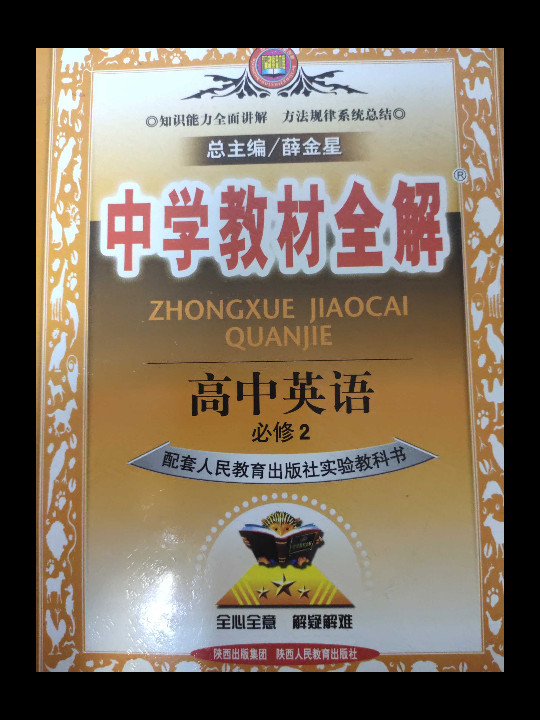 ◎知识能力全面讲解 方法规律系统总结◎
总主编/薛金星
中学教材全解®
ZHONGXUE JIAOCAI
QUANJIE
高中英语
必修2
配套人民教育出版社实验教科书
全心全意 解疑解难
陕西出版集团 陕西人民教育出版社